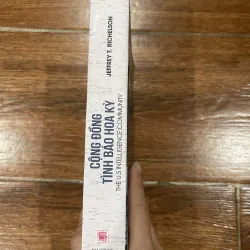 JEFFREY T. RICHELSON
CỘNG ĐỒNG
TÌNH BÁO HOA KỲ
THE U.S INTELLIGENCE COMMUNITY